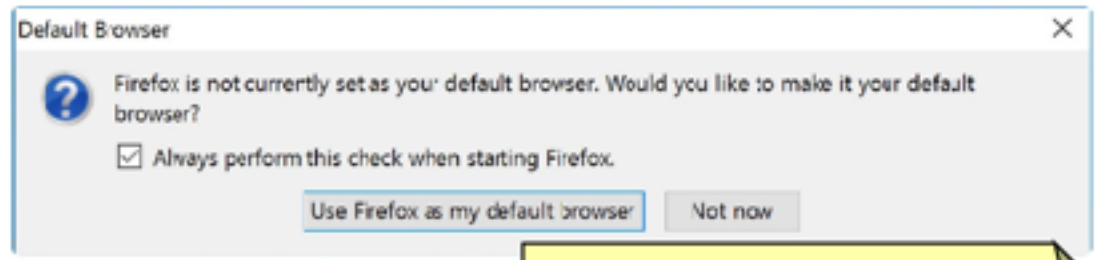 Default Browser
Firefox is not currently set as your default browser. Would you like to make it your default
browser?
Always perform this check when starting Firefox.
Use Firefox as my default browser
Not now